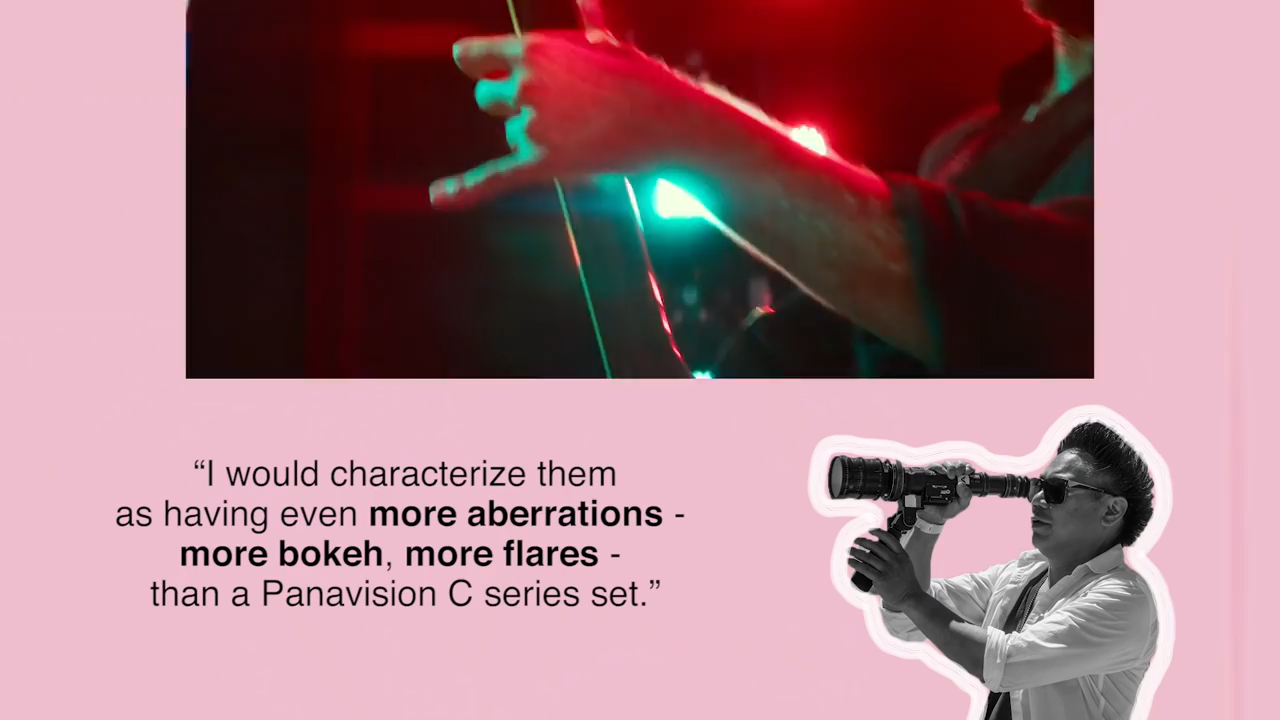 “I would characterize them
as having even more aberrations -
more bokeh, more flares -
than a Panavision C series set.”